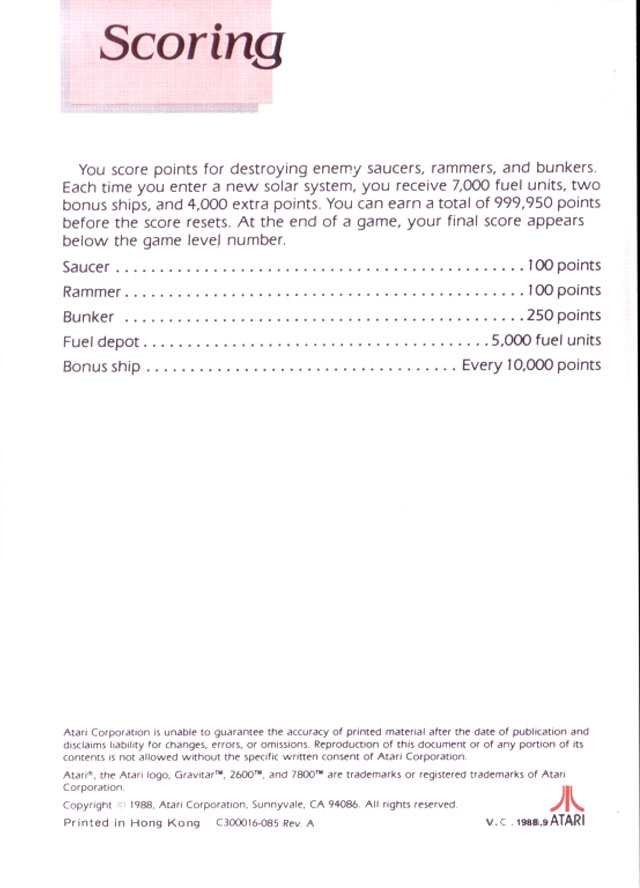 Scoring
You score points for destroying enemy saucers, rammers, and bunkers.
Each time you enter a new solar system, you receive 7,000 fuel units, two
bonus ships, and 4,000 extra points. You can earn a total of 999,950 points
before the score resets. At the end of a game, your final score appears
below the game level number.
Saucer . . . . . . . . . . . . . . . . . . . . . . . . . . . . . . . . . . . . . . . . . . . . . . 100 points
Rammer . . . . . . . . . . . . . . . . . . . . . . . . . . . . . . . . . . . . . . . . . . . . . 100 points
Bunker . . . . . . . . . . . . . . . . . . . . . . . . . . . . . . . . . . . . . . . . . . . . . 250 points
Fuel depot . . . . . . . . . . . . . . . . . . . . . . . . . . . . . . . . . . . . . . . 5,000 fuel units
Bonus ship . . . . . . . . . . . . . . . . . . . . . . . . . . . . . . . . . . . Every 10,000 points
Atari Corporation is unable to guarantee the accuracy of printed material after the date of publication and
disclaims liability for changes, errors, or omissions. Reproduction of this document or of any portion of its
contents is not allowed without the specific written consent of Atari Corporation.
Atari®, the Atari logo, Gravitar™, 2600™, and 7800™ are trademarks or registered trademarks of Atari
Corporation.
Copyright © 1988, Atari Corporation, Sunnyvale, CA 94086. All rights reserved.
Printed in Hong Kong C300016-085 Rev. A V.C . 1988.9 ATARI